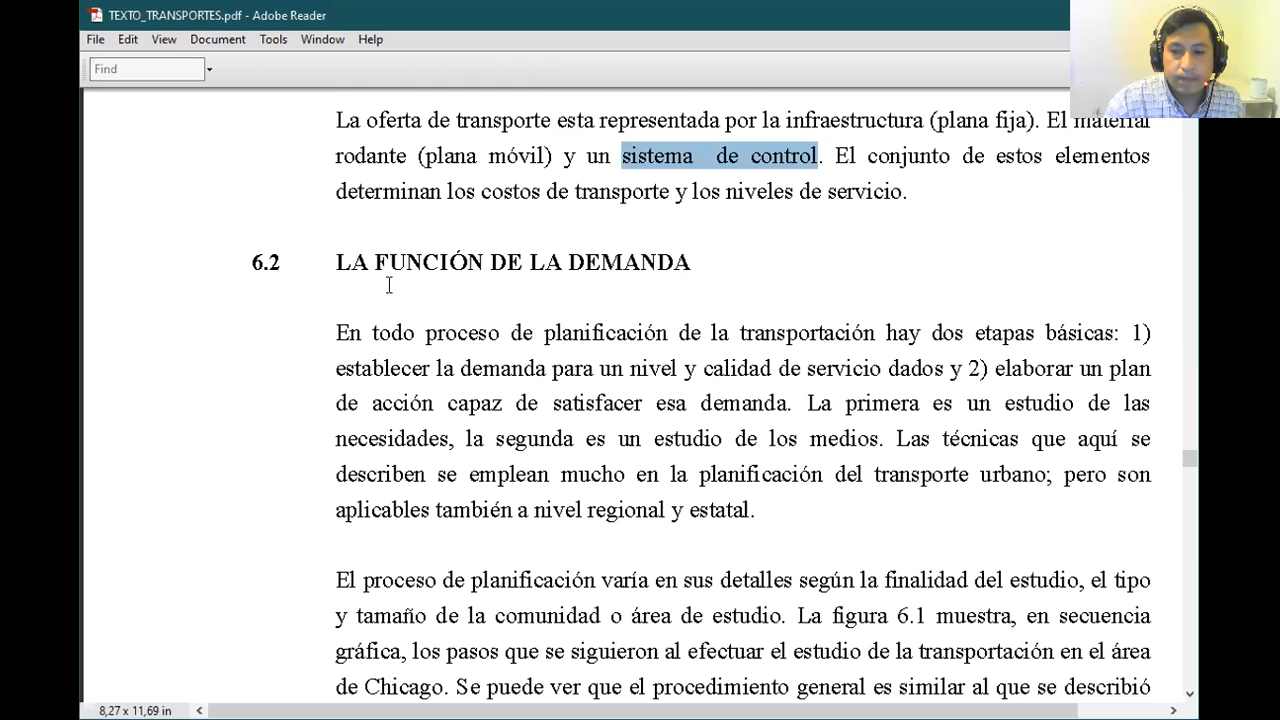 TEXTO_TRANSPORTES.pdf - Adobe Reader
File Edit View Document Tools Window Help
Find
La oferta de transporte esta representada por la infraestructura (plana fija). El material
rodante (plana móvil) y un sistema de control. El conjunto de estos elementos
determinan los costos de transporte y los niveles de servicio.
6.2 LA FUNCIÓN DE LA DEMANDA
En todo proceso de planificación de la transportación hay dos etapas básicas: 1)
establecer la demanda para un nivel y calidad de servicio dados y 2) elaborar un plan
de acción capaz de satisfacer esa demanda. La primera es un estudio de las
necesidades, la segunda es un estudio de los medios. Las técnicas que aquí se
describen se emplean mucho en la planificación del transporte urbano; pero son
aplicables también a nivel regional y estatal.
El proceso de planificación varía en sus detalles según la finalidad del estudio, el tipo
y tamaño de la comunidad o área de estudio. La figura 6.1 muestra, en secuencia
gráfica, los pasos que se siguieron al efectuar el estudio de la transportación en el área
de Chicago. Se puede ver que el procedimiento general es similar al que se describió
8,27 x 11,69 in